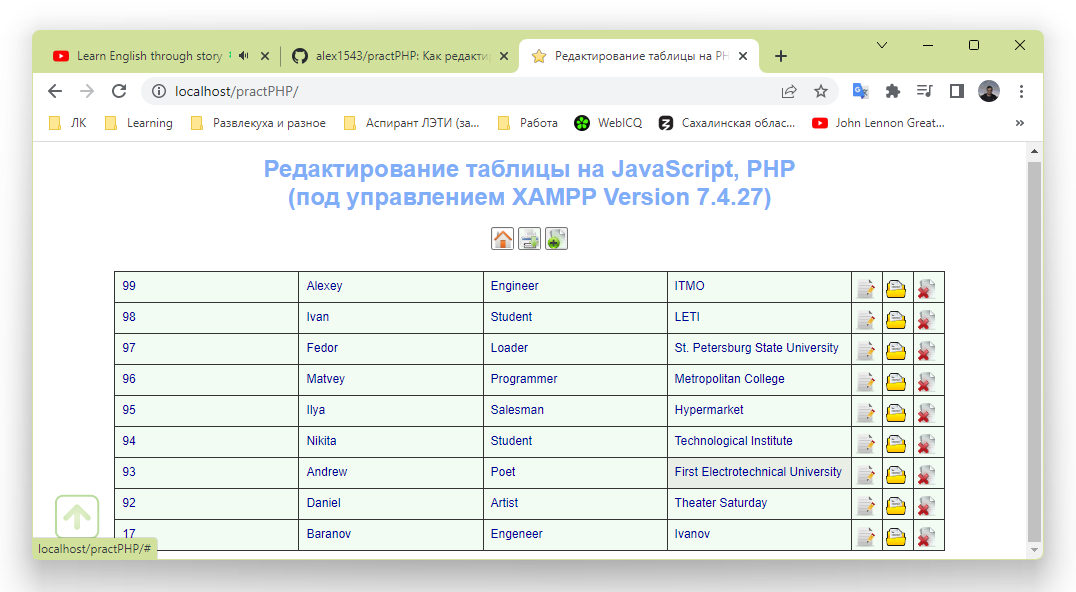 Learn English through story
alex1543/practPHP: Как редакти
Редактирование таблицы на PH
localhost/practPHP/
ЛК
Learning
Развлекуха и разное
Аспирант ЛЭТИ (за...
Работа
WebICQ
Сахалинская облас...
John Lennon Great...
»
Редактирование таблицы на JavaScript, PHP
(под управлением XAMPP Version 7.4.27)
99 Alexey Engineer ITMO
98 Ivan Student LETI
97 Fedor Loader St. Petersburg State University
96 Matvey Programmer Metropolitan College
95 Ilya Salesman Hypermarket
94 Nikita Student Technological Institute
93 Andrew Poet First Electrotechnical University
92 Daniel Artist Theater Saturday
17 Baranov Engeneer Ivanov
localhost/practPHP/#